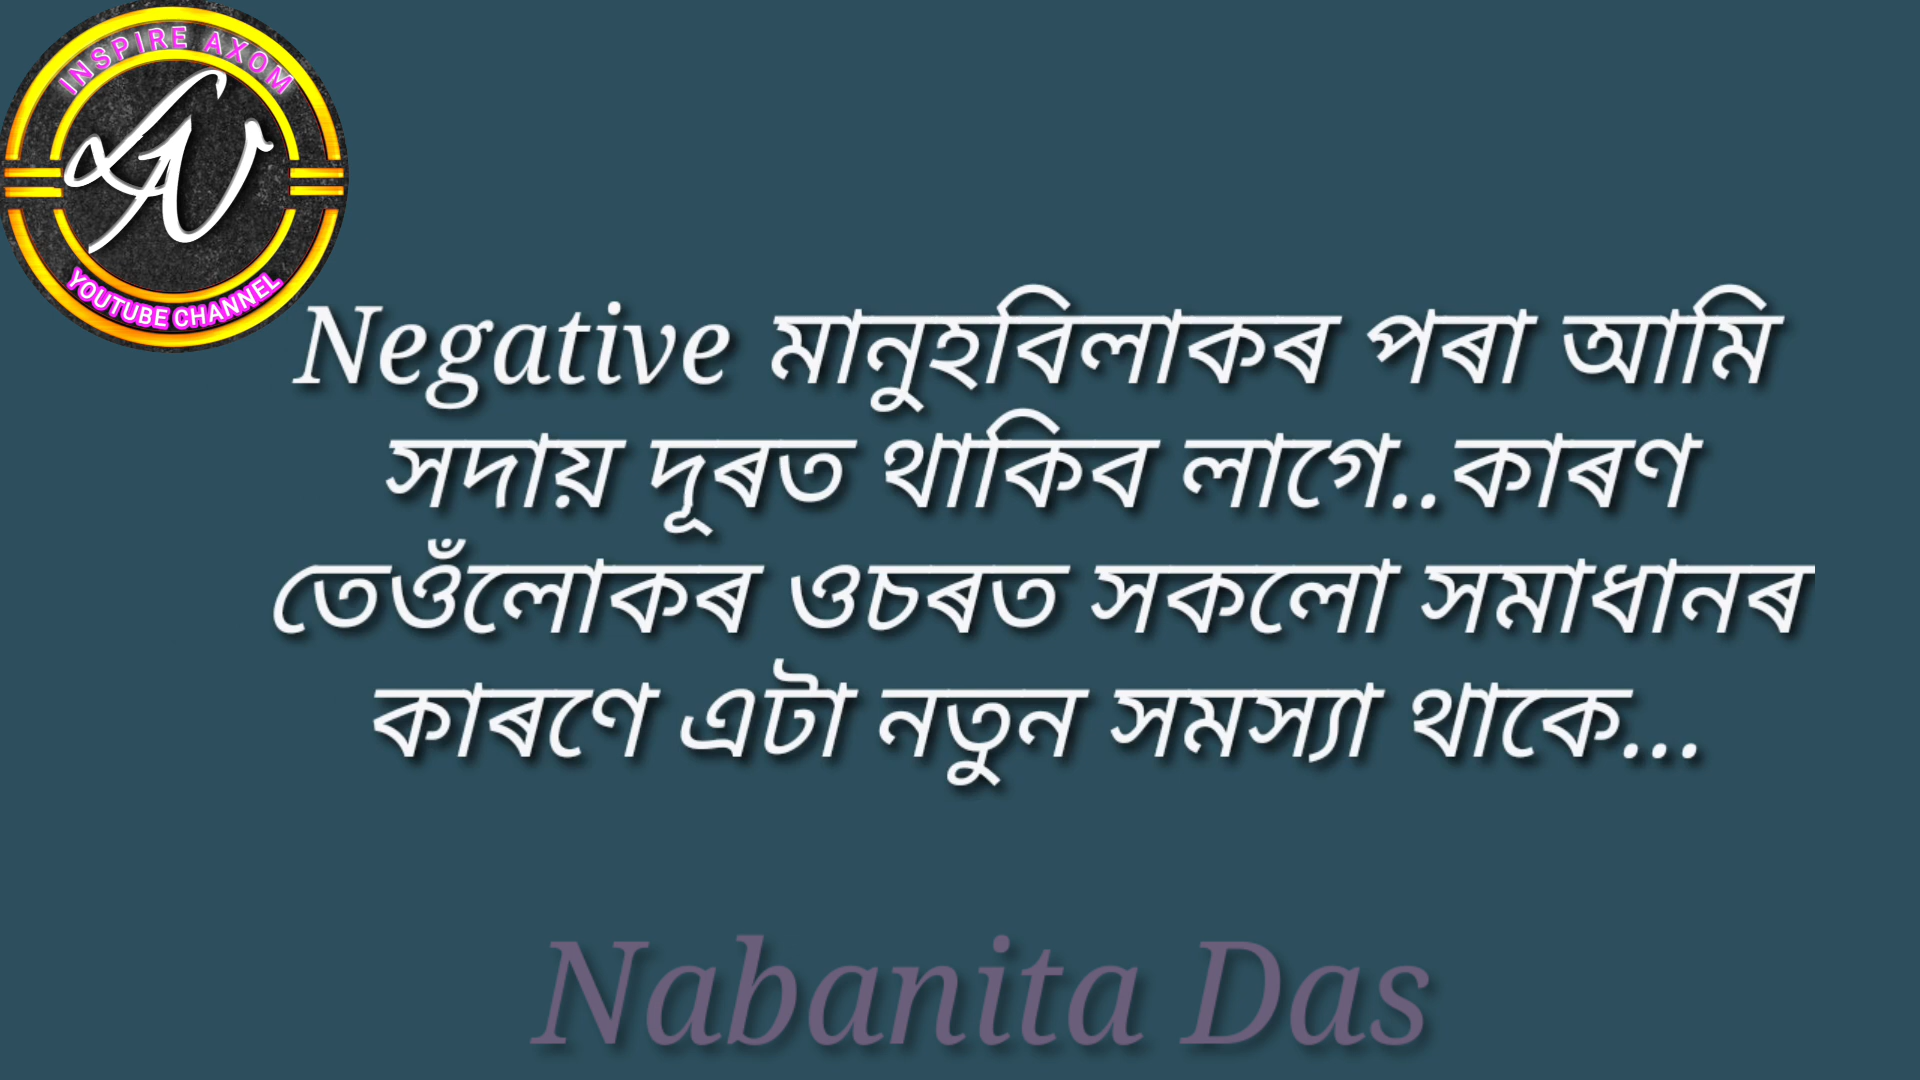 INSPIRE AXOM
YOUTUBE CHANNEL
Negative মানুহবিলাকৰ পৰা আমি
সদায় দূৰত থাকিব লাগে..কাৰণ
তেওঁলোকৰ ওচৰত সকলো সমাধানৰ
কাৰণে এটা নতুন সমস্যা থাকে...
Nabanita Das